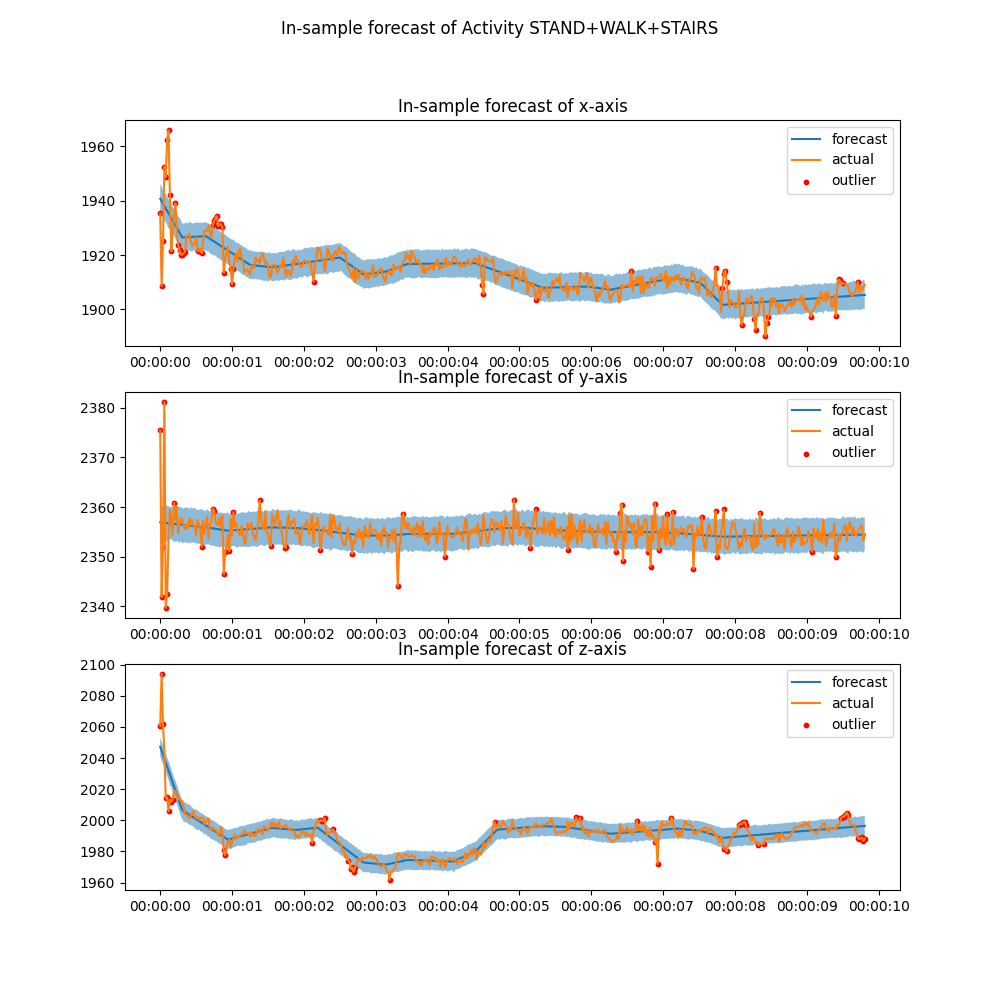 In-sample forecast of Activity STAND+WALK+STAIRS
In-sample forecast of x-axis
1960
1940
1920
1900
forecast
actual
outlier
00:00:00 00:00:01 00:00:02 00:00:03 00:00:04 00:00:05 00:00:06 00:00:07 00:00:08 00:00:09 00:00:10
In-sample forecast of y-axis
2380
2370
2360
2350
2340
forecast
actual
outlier
00:00:00 00:00:01 00:00:02 00:00:03 00:00:04 00:00:05 00:00:06 00:00:07 00:00:08 00:00:09 00:00:10
In-sample forecast of z-axis
2100
2080
2060
2040
2020
2000
1980
1960
forecast
actual
outlier
00:00:00 00:00:01 00:00:02 00:00:03 00:00:04 00:00:05 00:00:06 00:00:07 00:00:08 00:00:09 00:00:10